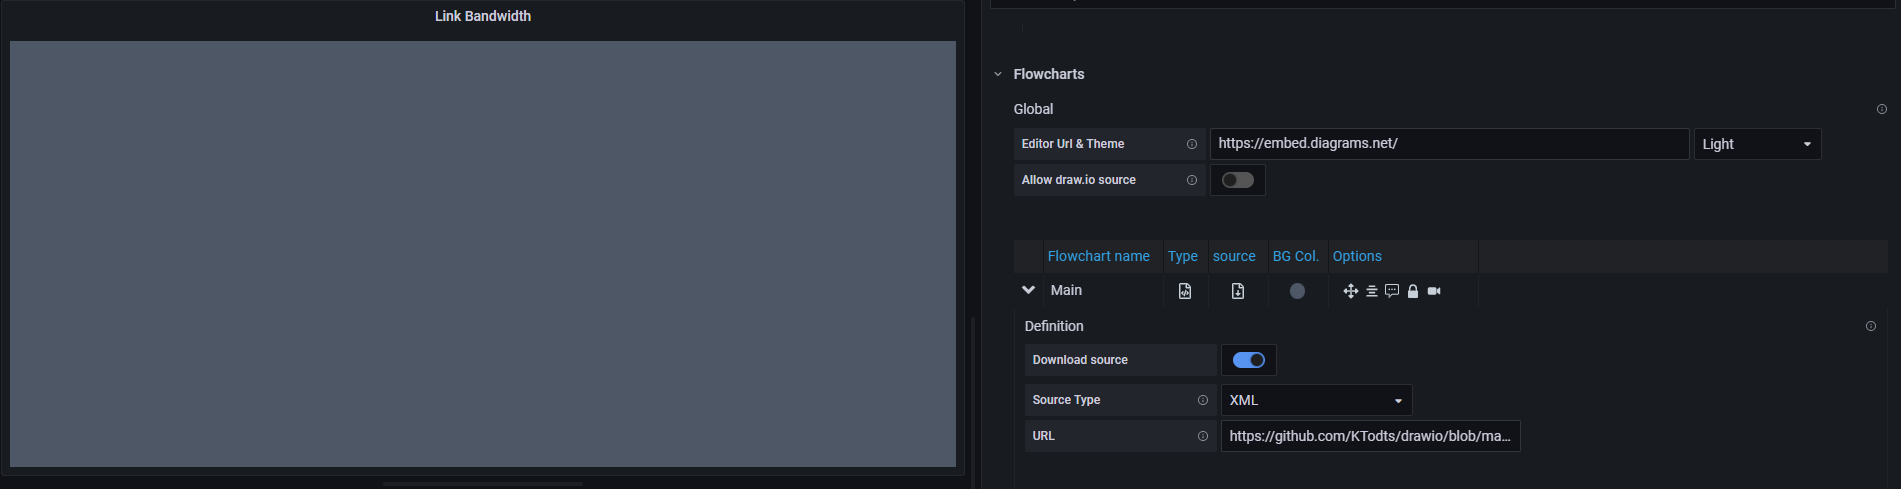 Link Bandwidth
Flowcharts
Global
Editor Url & Theme
https://embed.diagrams.net/
Light
Allow draw.io source
Flowchart name Type source BG Col. Options
Main
Definition
Download source
Source Type
XML
URL
https://github.com/KTodts/drawio/blob/ma...